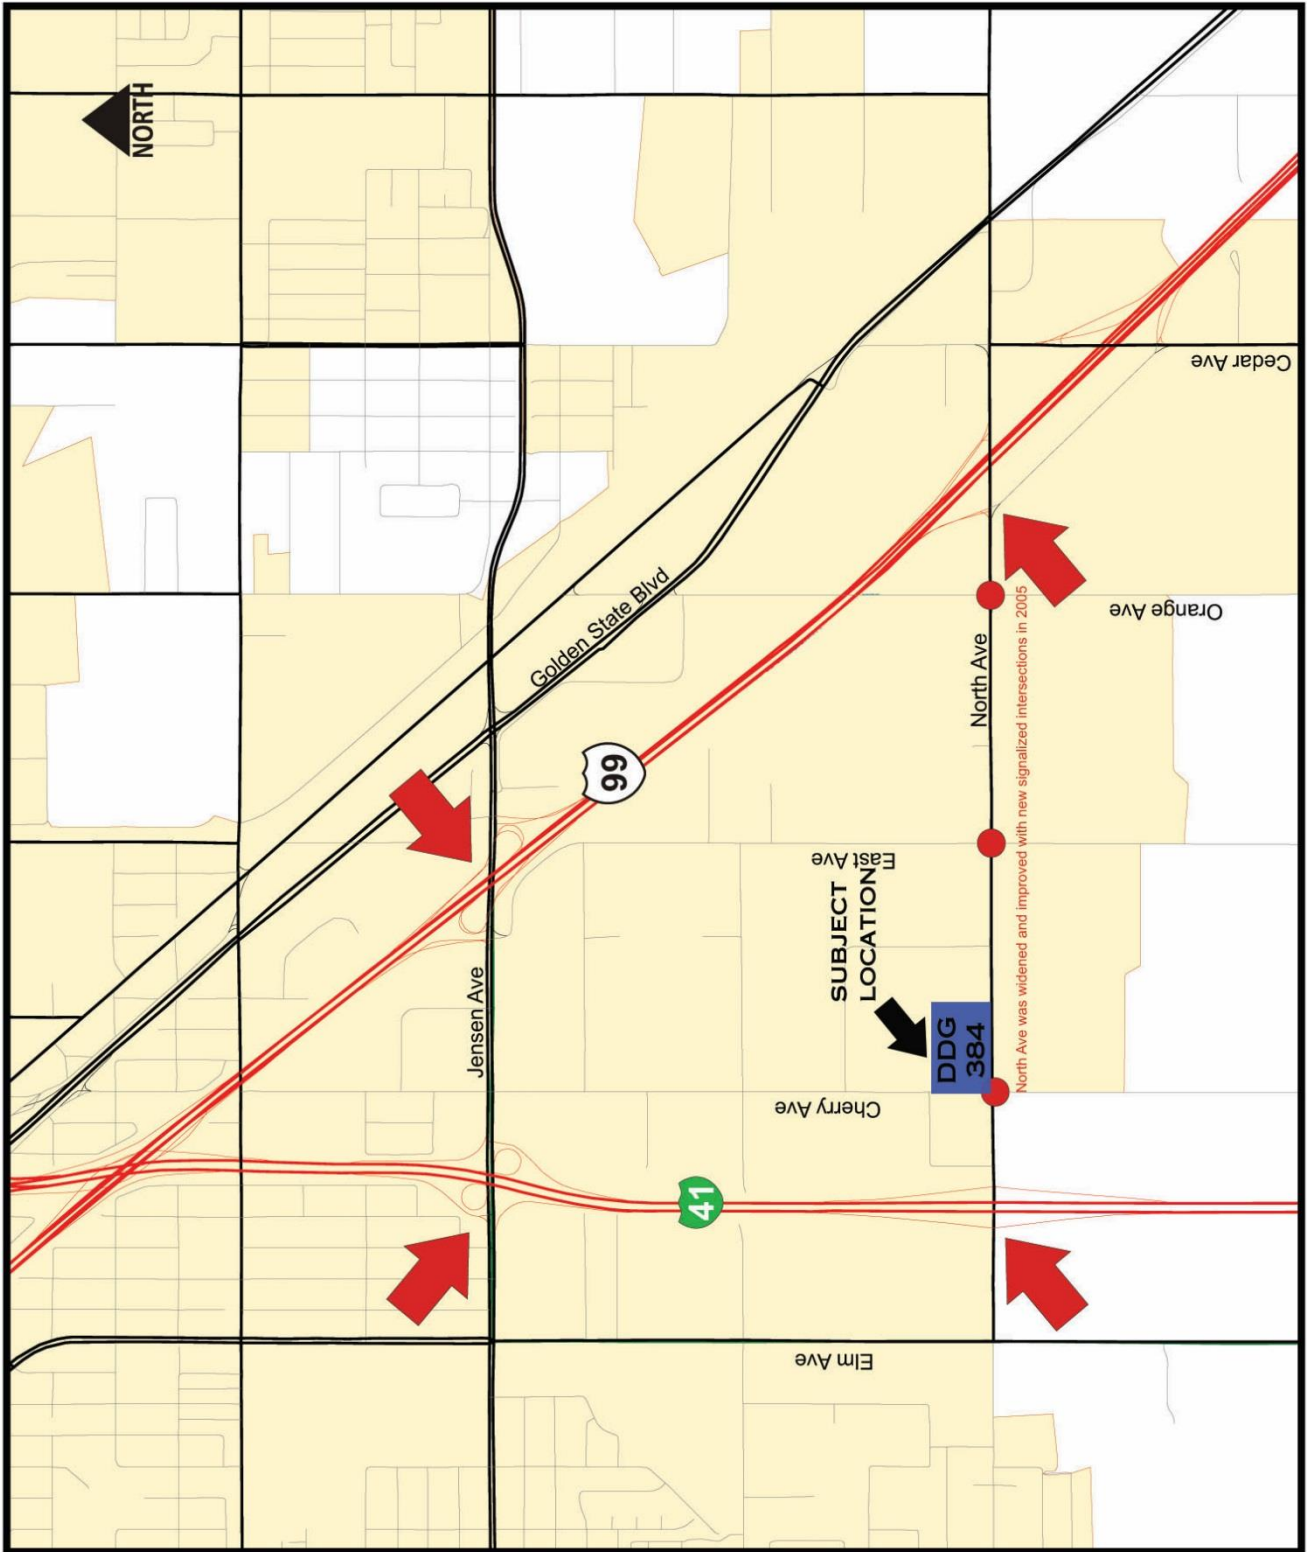 NORTH
Cedar Ave
Golden State Blvd
Orange Ave
North Ave
North Ave was widened and improved with new signalized intersections in 2005
99
East Ave
SUBJECT
LOCATION
Jensen Ave
DDG
384
Cherry Ave
41
Elm Ave